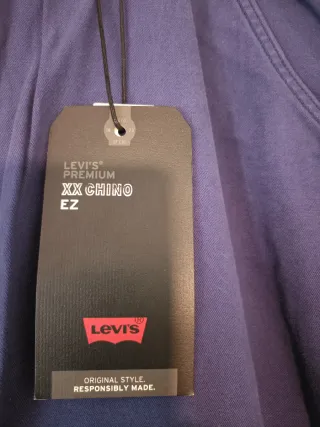 LEVI'S®
PREMIUM
XX CHINO
EZ
Levi's®
ORIGINAL STYLE.
RESPONSIBLY MADE.